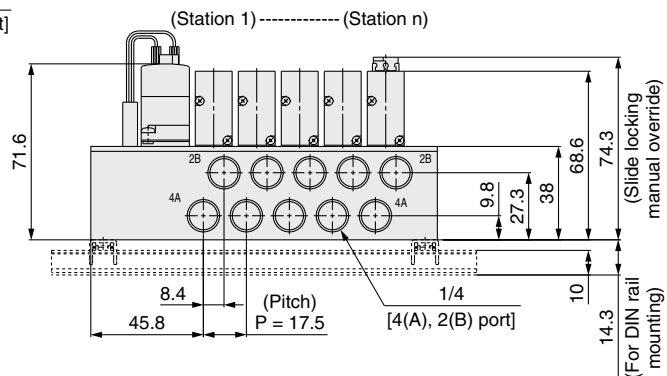 t]
(Station 1) ---------- (Station n)
71.6
2B
2B
4A
4A
9.8
27.3
38
68.6
74.3
(Slide locking
manual override)
8.4
45.8
(Pitch)
P = 17.5
1/4
[4(A), 2(B) port]
10
14.3
(For DIN rail
mounting)